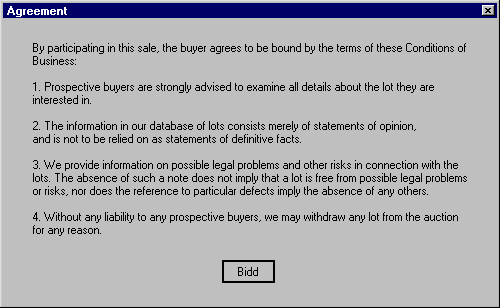 Agreement
By participating in this sale, the buyer agrees to be bound by the terms of these Conditions of
Business:
1. Prospective buyers are strongly advised to examine all details about the lot they are
interested in.
2. The information in our database of lots consists merely of statements of opinion,
and is not to be relied on as statements of definitive facts.
3. We provide information on possible legal problems and other risks in connection with the
lots. The absence of such a note does not imply that a lot is free from possible legal problems
or risks, nor does the reference to particular defects imply the absence of any others.
4. Without any liability to any prospective buyers, we may withdraw any lot from the auction
for any reason.
Bidd